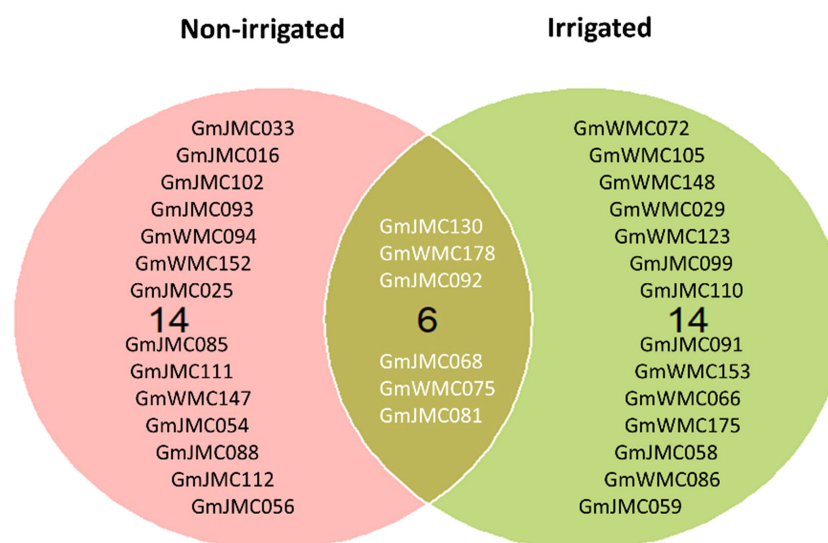 Non-irrigated
Irrigated
GmJMC033
GmJMC016
GmJMC102
GmJMC093
GmWMC094
GmWMC152
GmJMC025
14
GmJMC085
GmJMC111
GmWMC147
GmJMC054
GmJMC088
GmJMC112
GmJMC056
GmJMC130
GmWMC178
GmJMC092
6
GmJMC068
GmWMC075
GmJMC081
GmWMC072
GmWMC105
GmWMC148
GmWMC029
GmWMC123
GmJMC099
GmJMC110
14
GmJMC091
GmWMC153
GmWMC066
GmWMC175
GmJMC058
GmWMC086
GmJMC059